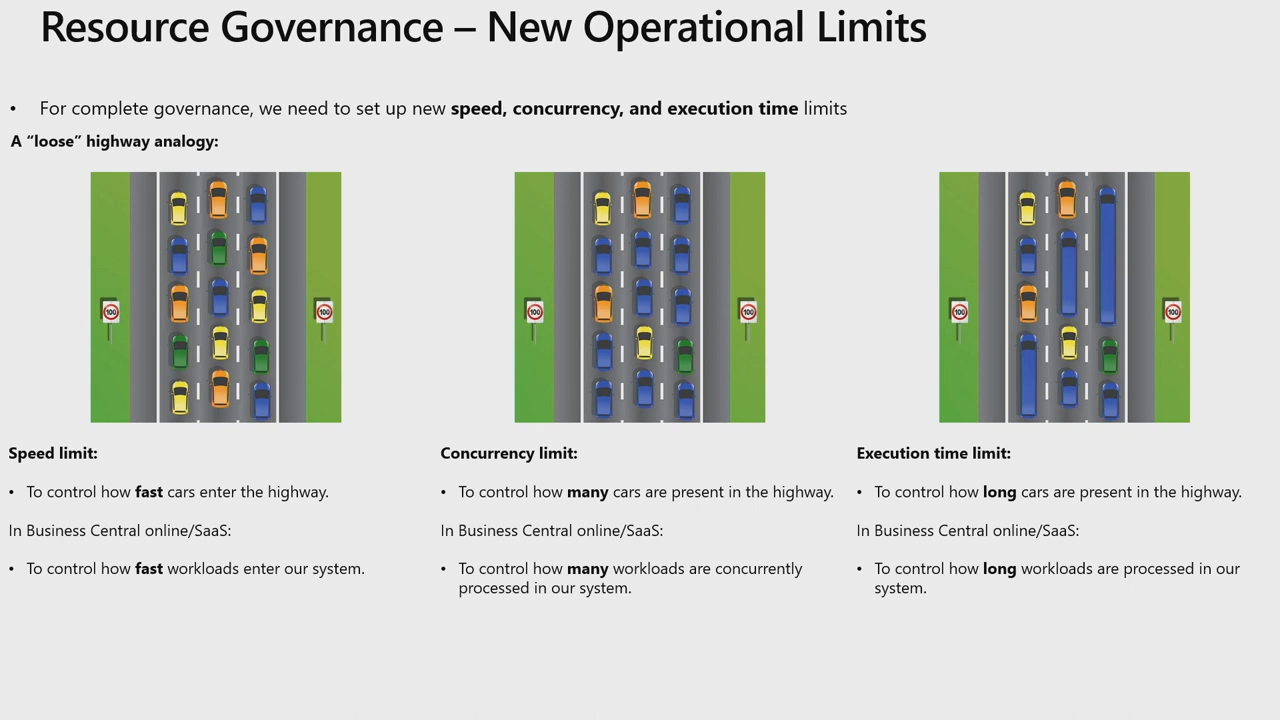 Resource Governance – New Operational Limits
• For complete governance, we need to set up new speed, concurrency, and execution time limits
A “loose” highway analogy:
100
100
100
100
100
100
Speed limit:
• To control how fast cars enter the highway.
In Business Central online/SaaS:
• To control how fast workloads enter our system.
Concurrency limit:
• To control how many cars are present in the highway.
In Business Central online/SaaS:
• To control how many workloads are concurrently
processed in our system.
Execution time limit:
• To control how long cars are present in the highway.
In Business Central online/SaaS:
• To control how long workloads are processed in our
system.